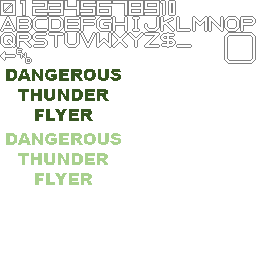 012345678910
ABCDEFGHIJKLMNOP
QRSTUVWXYZ$_
←
DANGEROUS
THUNDER
FLYER
DANGEROUS
THUNDER
FLYER